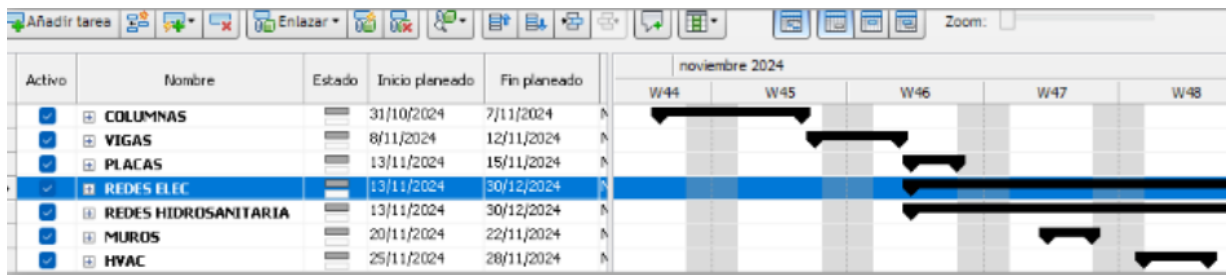 Añadir tarea Enlazar Zoom:
noviembre 2024
Activo Nombre Estado Inicio planeado Fin planeado
W44 W45 W46 W47 W48
COLUMNAS 31/10/2024 7/11/2024
VIGAS 8/11/2024 12/11/2024
PLACAS 13/11/2024 15/11/2024
REDES ELEC 13/11/2024 30/12/2024
REDES HIDROSANITARIA 13/11/2024 30/12/2024
MUROS 20/11/2024 22/11/2024
HVAC 25/11/2024 28/11/2024